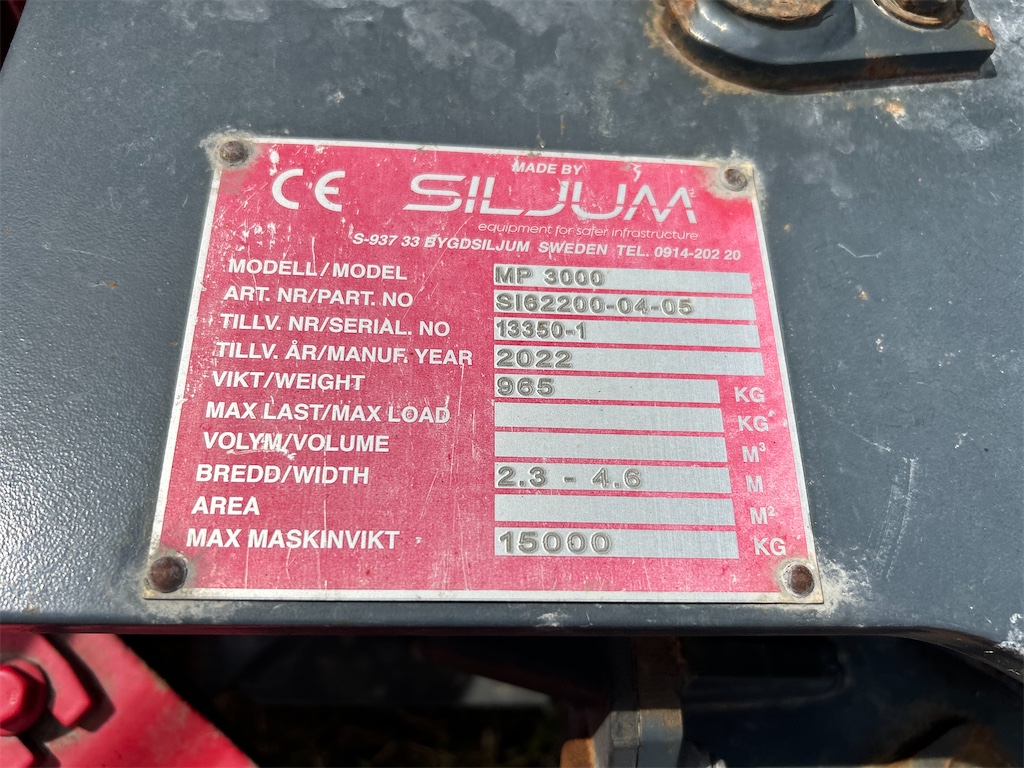 CE
MADE BY
SILJUM
equipment for safer infrastructure
S-937 33 BYGDSILJUM SWEDEN TEL. 0914-202 20
MODELL/MODEL MP 3000
ART. NR/PART. NO SI62200-04-05
TILLV. NR/SERIAL. NO 13350-1
TILLV. ÅR/MANUF. YEAR 2022
VIKT/WEIGHT 965 KG
MAX LAST/MAX LOAD KG
VOLYM/VOLUME M³
BREDD/WIDTH 2.3 - 4.6 M
AREA M²
MAX MASKINVIKT 15000 KG